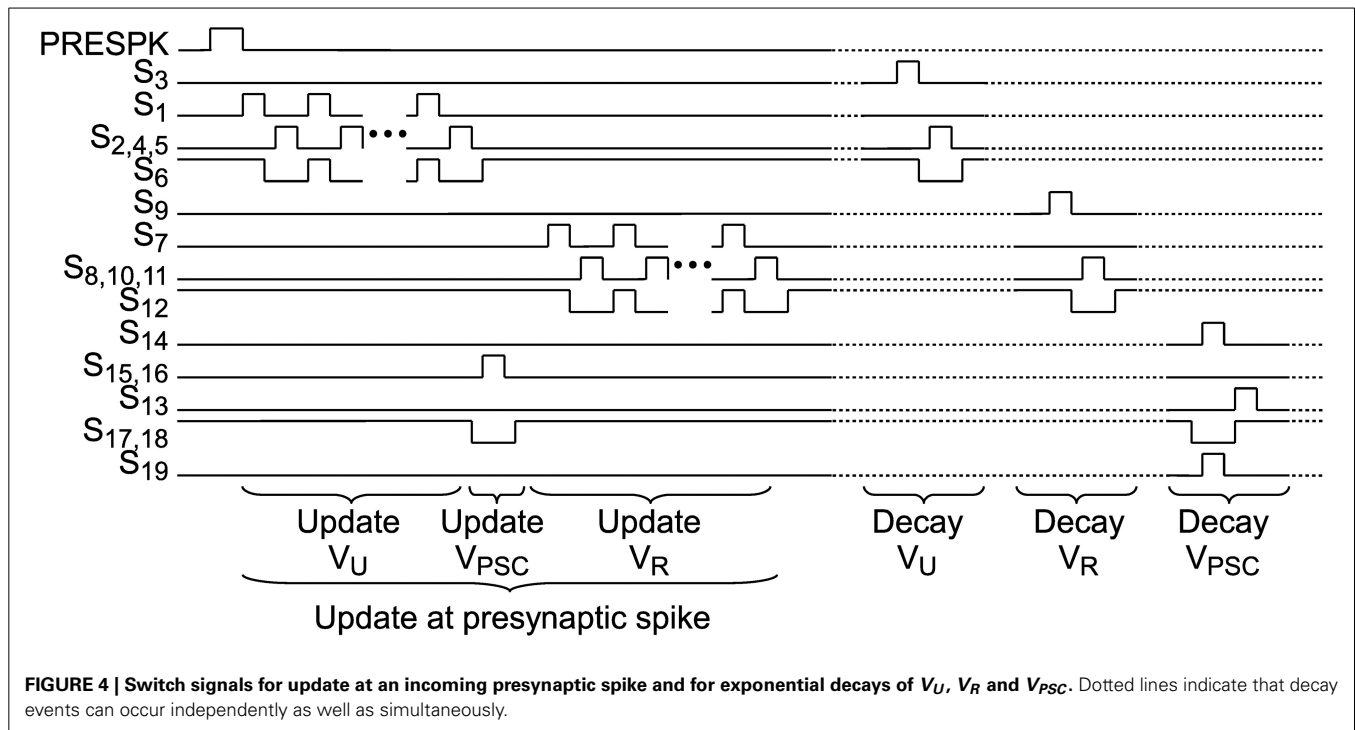 PRESPK
S3
S1
S2,4,5
S6
S9
S7
S8,10,11
S12
S14
S15,16
S13
S17,18
S19
Update VU
Update VPSC
Update VR
Decay VU
Decay VR
Decay VPSC
Update at presynaptic spike
FIGURE 4 | Switch signals for update at an incoming presynaptic spike and for exponential decays of VU, VR and VPSC. Dotted lines indicate that decay
events can occur independently as well as simultaneously.